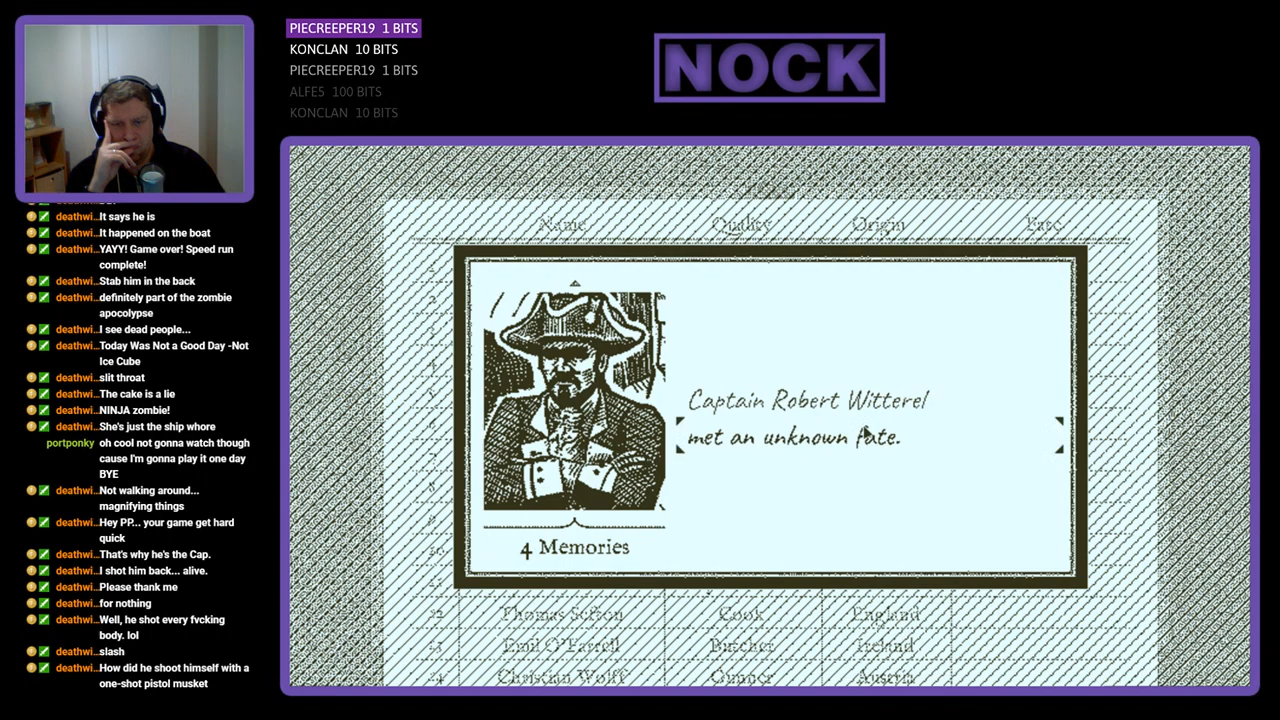 PIECREEPER19 1 BITS
KONCLAN 10 BITS
PIECREEPER19 1 BITS
ALFE5 100 BITS
KONCLAN 10 BITS
NOCK
deathwi...It says he is
deathwi...It happened on the boat
deathwi...YAYY! Game over! Speed run
complete!
deathwi...Stab him in the back
deathwi...definitely part of the zombie
apocolypse
deathwi...I see dead people...
deathwi...Today Was Not a Good Day -Not
Ice Cube
deathwi...slit throat
deathwi...The cake is a lie
deathwi...NINJA zombie!
deathwi...She's just the ship whore
portponky oh cool not gonna watch though
cause I'm gonna play it one day
BYE
deathwi...Not walking around...
magnifying things
deathwi...Hey PP... your game get hard
quick
deathwi...That's why he's the Cap.
deathwi...I shot him back... alive.
deathwi...Please thank me
deathwi...for nothing
deathwi...Well, he shot every fvcking
body. lol
deathwi...slash
deathwi...How did he shoot himself with a
one-shot pistol musket
Name Quality Origin Fate
Captain Robert Witterel
met an unknown fate.
4 Memories
22 Thomas Sefton Cook England
23 Emil O'Farrell Butcher Ireland
24 Christian Wolff Gunner Austria